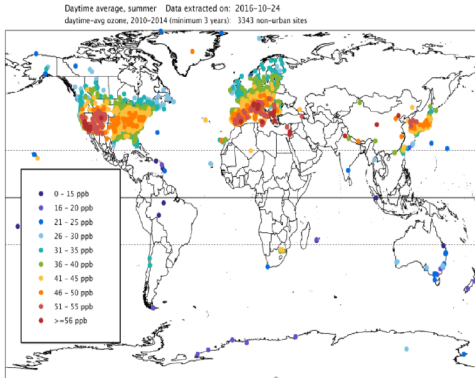 Daytime average, summer Data extracted on: 2016-10-24
daytime-avg ozone, 2010-2014 (minimum 3 years): 3343 non-urban sites
0 - 15 ppb
16 - 20 ppb
21 - 25 ppb
26 - 30 ppb
31 - 35 ppb
36 - 40 ppb
41 - 45 ppb
46 - 50 ppb
51 - 55 ppb
>=56 ppb